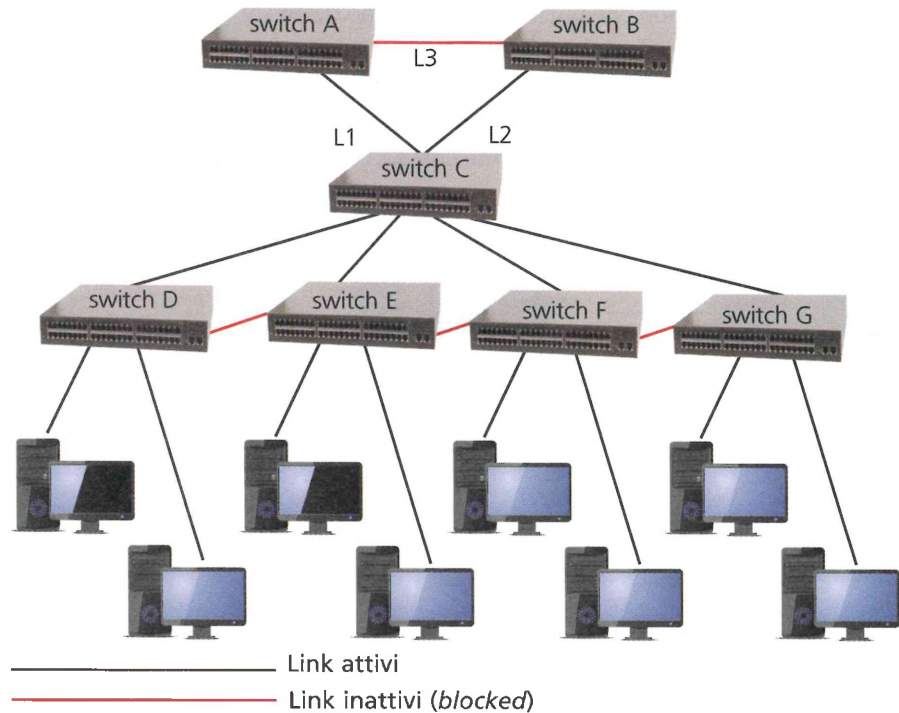 switch A
switch B
L3
L1
L2
switch C
switch D
switch E
switch F
switch G
Link attivi
Link inattivi (blocked)